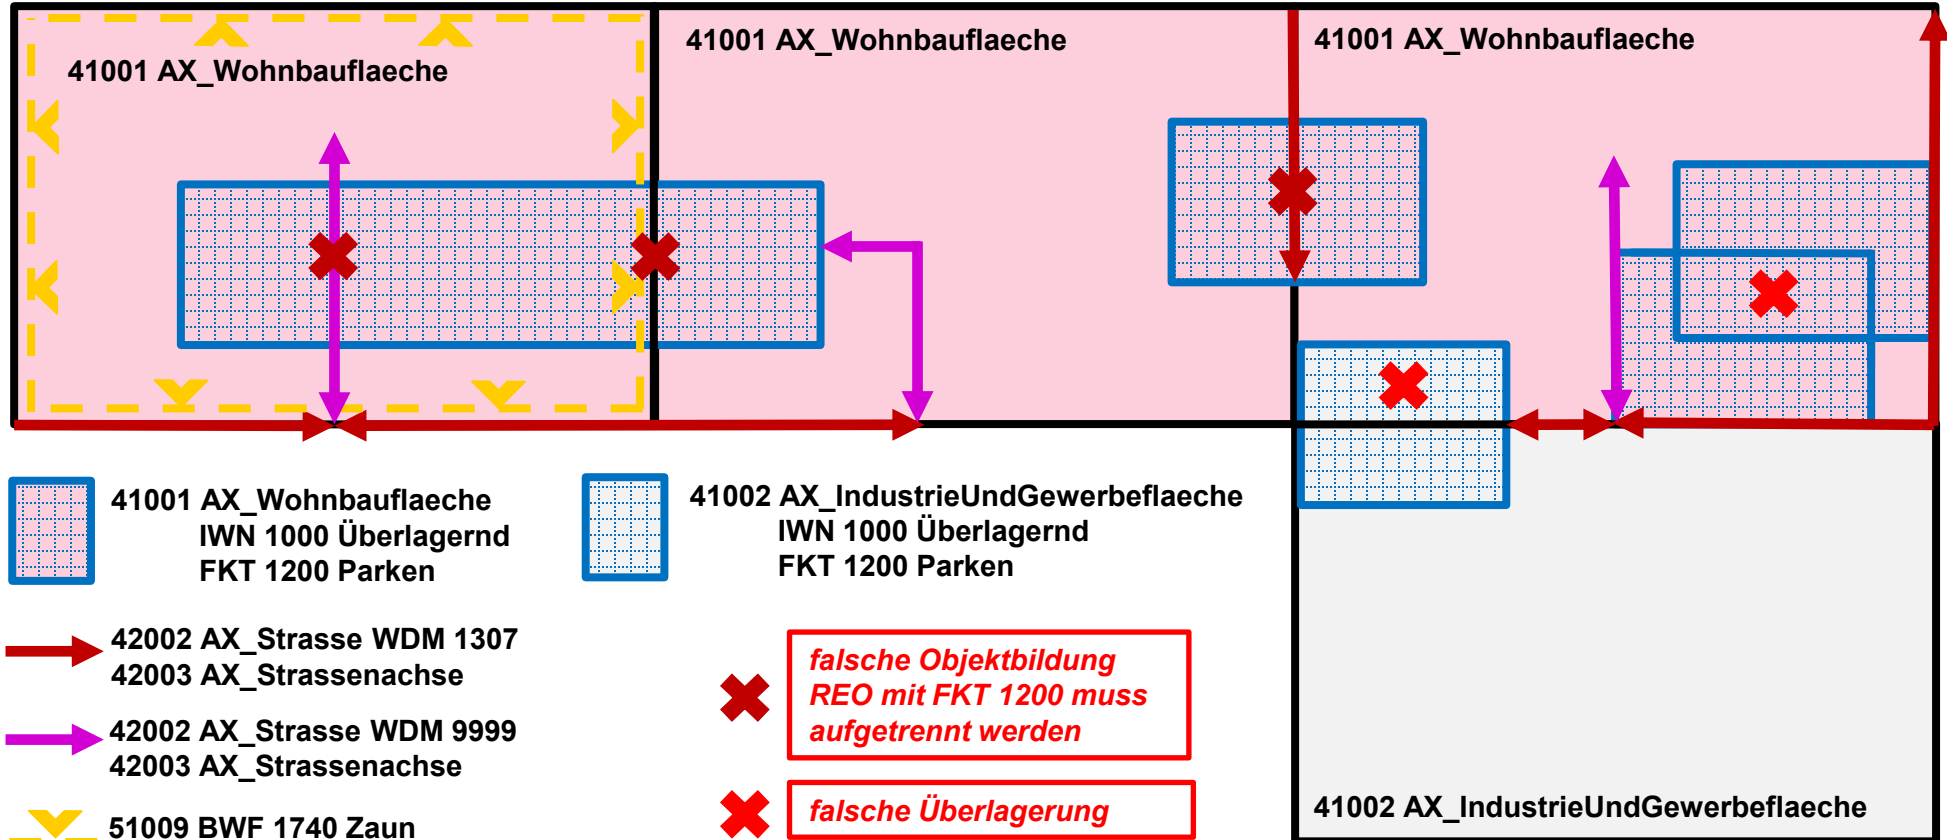 41001 AX_Wohnbauflaeche
41001 AX_Wohnbauflaeche
41001 AX_Wohnbauflaeche
41001 AX_Wohnbauflaeche
IWN 1000 Überlagernd
FKT 1200 Parken
41002 AX_IndustrieUndGewerbeflaeche
IWN 1000 Überlagernd
FKT 1200 Parken
42002 AX_Strasse WDM 1307
42003 AX_Strassenachse
42002 AX_Strasse WDM 9999
42003 AX_Strassenachse
51009 BWF 1740 Zaun
falsche Objektbildung
REO mit FKT 1200 muss
aufgetrennt werden
falsche Überlagerung
41002 AX_IndustrieUndGewerbeflaeche